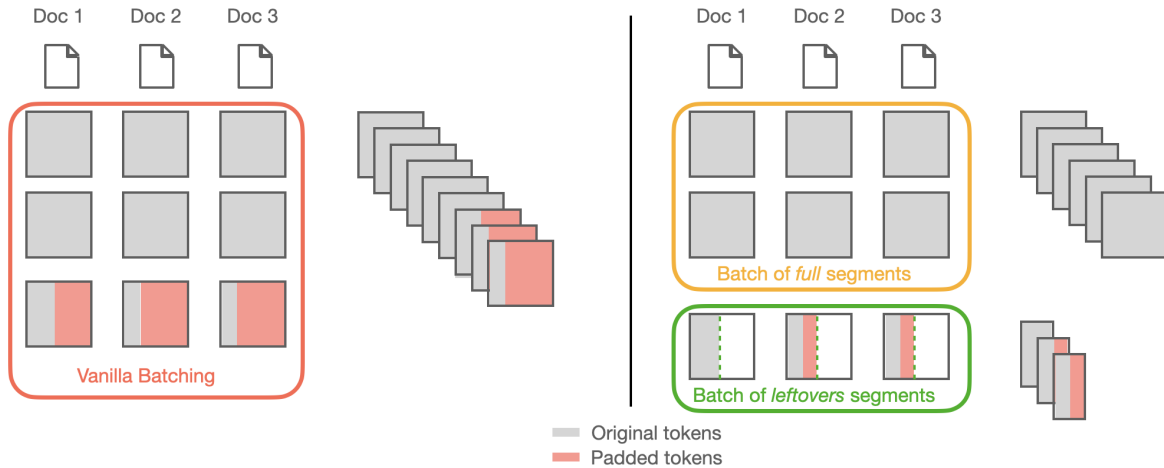 Doc 1 Doc 2 Doc 3
Vanilla Batching
Doc 1 Doc 2 Doc 3
Batch of full segments
Batch of leftovers segments
Original tokens
Padded tokens